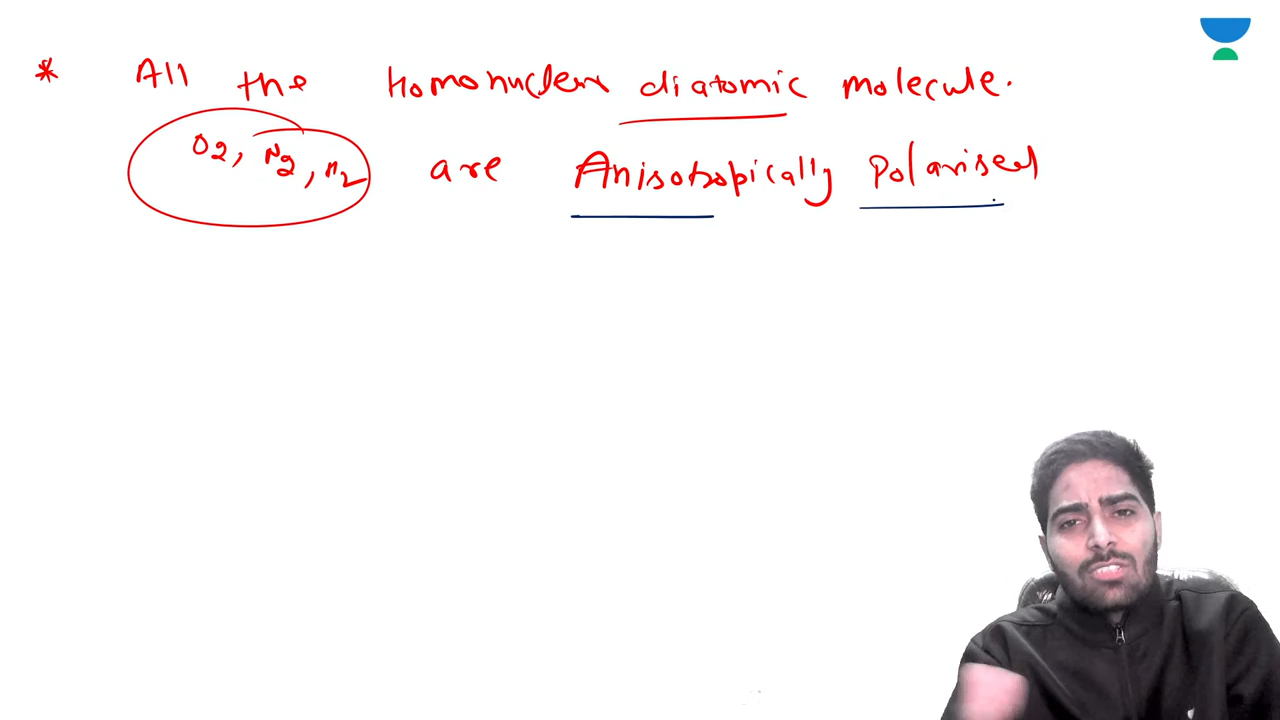 * All the Homonuclear diatomic molecule.
O2, N2, H2 are Anisotropically Polarised